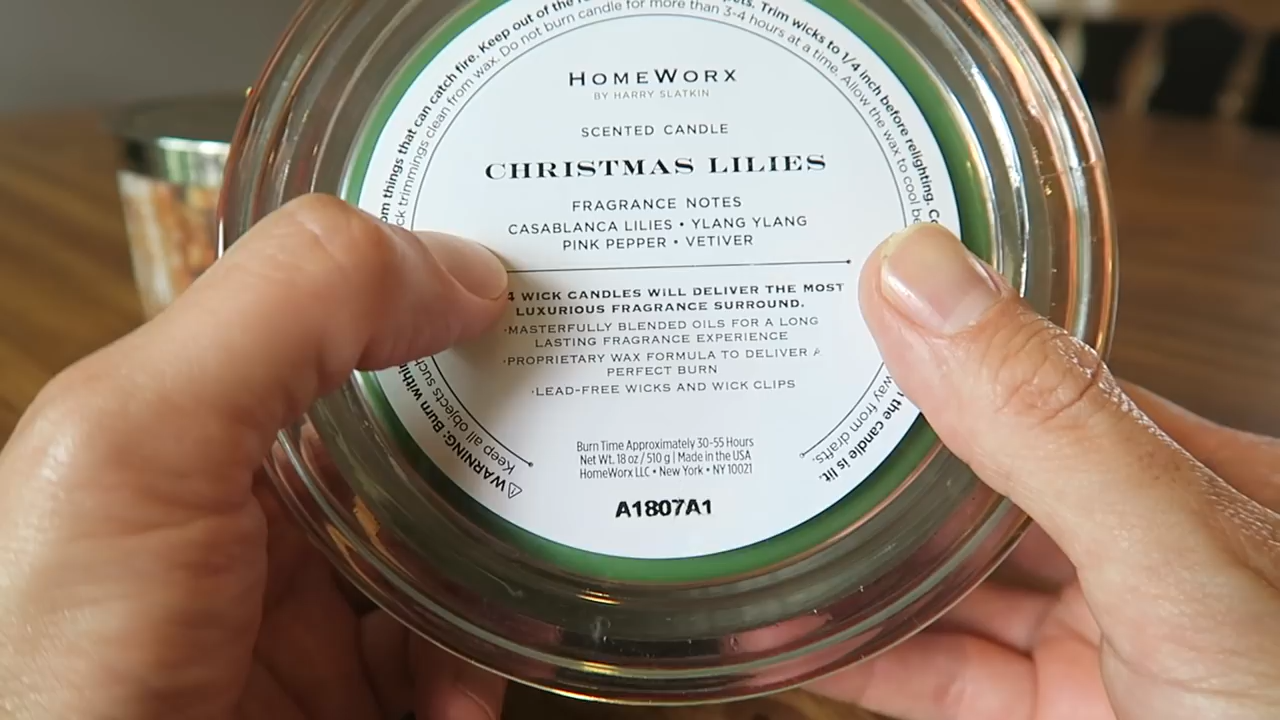 HOMEWORX
BY HARRY SLATKIN
SCENTED CANDLE
CHRISTMAS LILIES
FRAGRANCE NOTES
CASABLANCA LILIES • YLANG YLANG
PINK PEPPER • VETIVER
4 WICK CANDLES WILL DELIVER THE MOST
LUXURIOUS FRAGRANCE SURROUND.
·MASTERFULLY BLENDED OILS FOR A LONG
LASTING FRAGRANCE EXPERIENCE
·PROPRIETARY WAX FORMULA TO DELIVER A
PERFECT BURN
·LEAD-FREE WICKS AND WICK CLIPS
Burn Time Approximately 30-55 Hours
Net Wt. 18 oz / 510 g | Made in the USA
HomeWorx LLC • New York • NY 10021
A1807A1
WARNING: Burn within things that can catch fire. Keep out of the Trim wicks to 1/4 inch before relighting. the candle is lit.
Keep all objects such trimmings clean from wax. Do not burn candle for more than 3-4 hours at a time. Allow the wax to cool from drafts.